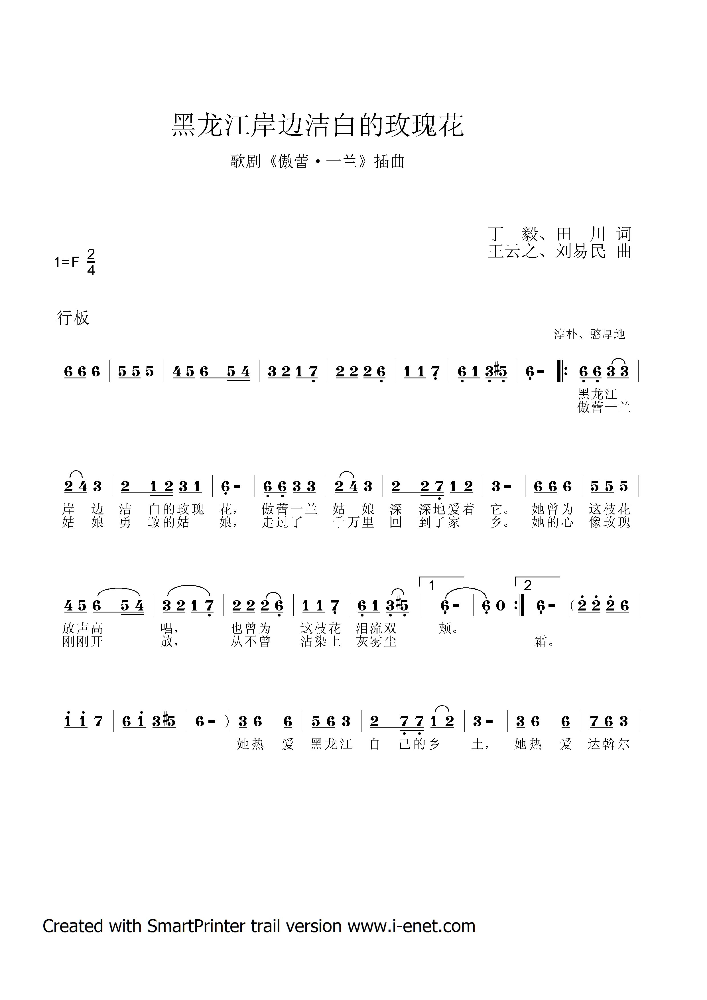 黑龙江岸边洁白的玫瑰花
歌剧《傲蕾·一兰》插曲
丁 毅、田 川 词
王云之、刘易民 曲
1=F 2/4
行板
淳朴、憨厚地
6 6 6 | 5 5 5 | 4 5 6 5 4 | 3 2 1 7̣ | 2 2 2 6̣ | 1 1 7̣ | 6̣ 1 3̣ #5̣ | 6̣ - ‖: 6̣ 6̣ 3 3 |
黑龙江
傲蕾一兰
2 4 3 | 2 1 2 3 1 | 6̣ - | 6̣ 6̣ 3 3 | 2 4 3 | 2 2 7̣ 1 2 | 3 - | 6 6 6 | 5 5 5 |
岸 边 洁 白的玫瑰 花， 傲蕾一兰 姑 娘 深 深地爱着 它。 她曾为 这枝花
姑 娘 勇 敢的姑 娘， 走过了 千万里 回 到了家 乡。 她的心 像玫瑰
1 2
4 5 6 5 4 | 3 2 1 7̣ | 2 2 2 6̣ | 1 1 7̣ | 6̣ 1 3̣ #5̣ | 6̣ - | 6̣ 0 :‖ 6̣ - | (2̇ 2̇ 2̇ 6 |
放声高 唱， 也曾为 这枝花 泪流双 颊。
刚刚开 放， 从不曾 沾染上 灰雾尘 霜。
1̇ 1̇ 7 | 6 1̇ 3 #5 | 6 - ) | 3 6 6 | 5 6 3 | 2 7̣ 7̣ 1 2 | 3 - | 3 6 6 | 7 6 3 |
她热 爱 黑龙江 自 己的乡 土， 她热 爱 达斡尔
Created with SmartPrinter trail version www.i-enet.com